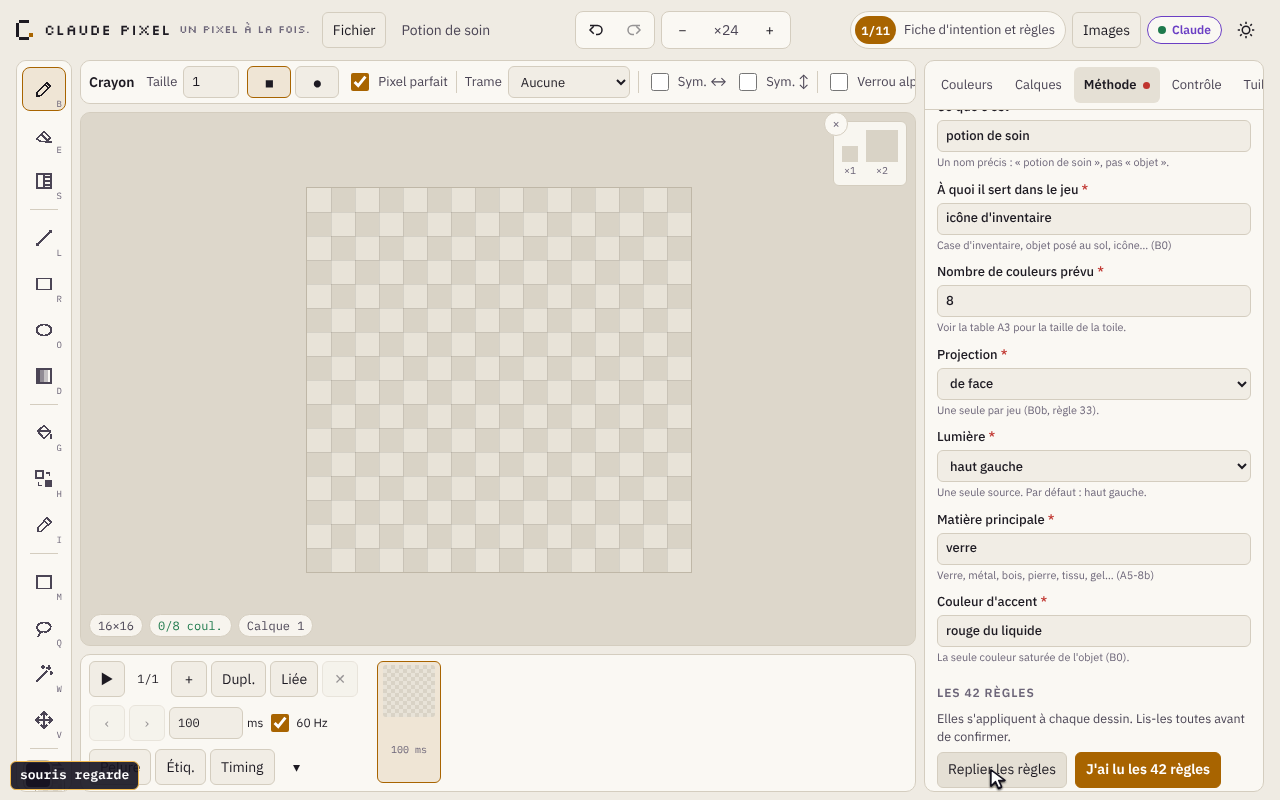 CLAUDE PIXEL UN PIXEL À LA FOIS. Fichier Potion de soin − ×24 + 1/11 Fiche d'intention et règles Images Claude
Crayon Taille 1 Pixel parfait Trame Aucune Sym. ↔ Sym. ↕ Verrou alp
Couleurs Calques Méthode Contrôle Tuil
B
E
S
L
R
O
D
G
H
I
M
Q
W
V
×
×1 ×2
16×16 0/8 coul. Calque 1
1/1 + Dupl. Liée ×
‹ › 100 ms 60 Hz
Étiq. Timing ▼
100 ms
souris regarde
potion de soin
Un nom précis : « potion de soin », pas « objet ».
À quoi il sert dans le jeu *
icône d'inventaire
Case d'inventaire, objet posé au sol, icône... (B0)
Nombre de couleurs prévu *
8
Voir la table A3 pour la taille de la toile.
Projection *
de face
Une seule par jeu (B0b, règle 33).
Lumière *
haut gauche
Une seule source. Par défaut : haut gauche.
Matière principale *
verre
Verre, métal, bois, pierre, tissu, gel... (A5-8b)
Couleur d'accent *
rouge du liquide
La seule couleur saturée de l'objet (B0).
LES 42 RÈGLES
Elles s'appliquent à chaque dessin. Lis-les toutes avant
de confirmer.
Replier les règles J'ai lu les 42 règles